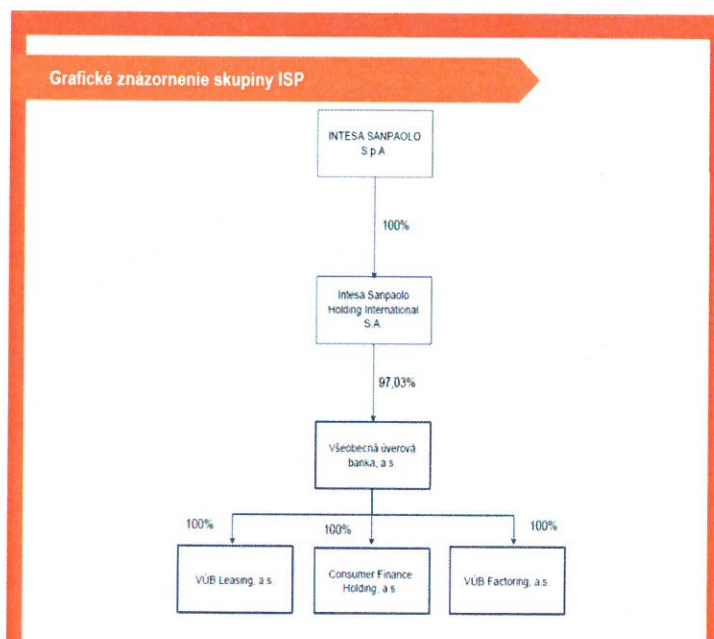 Grafické znázornenie skupiny ISP
INTESA SANPAOLO
S.p.A.
100%
Intesa Sanpaolo
Holding International
S.A.
97,03%
Všeobecná úverová
banka, a.s.
100%
100%
100%
VÚB Leasing, a.s.
Consumer Finance
Holding, a.s.
VÚB Factoring, a.s.